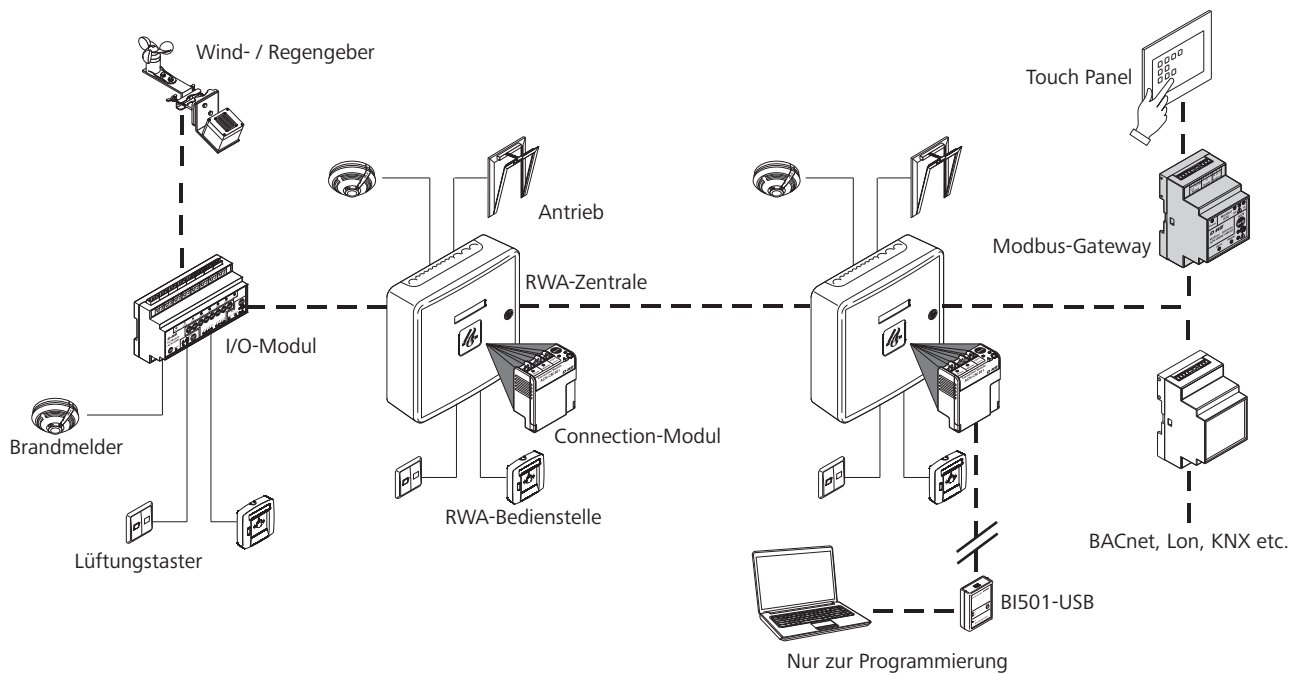 Wind- / Regengeber
Touch Panel
Antrieb
Modbus-Gateway
RWA-Zentrale
I/O-Modul
Brandmelder
Connection-Modul
RWA-Bedienstelle
Lüftungstaster
BACnet, Lon, KNX etc.
BI501-USB
Nur zur Programmierung